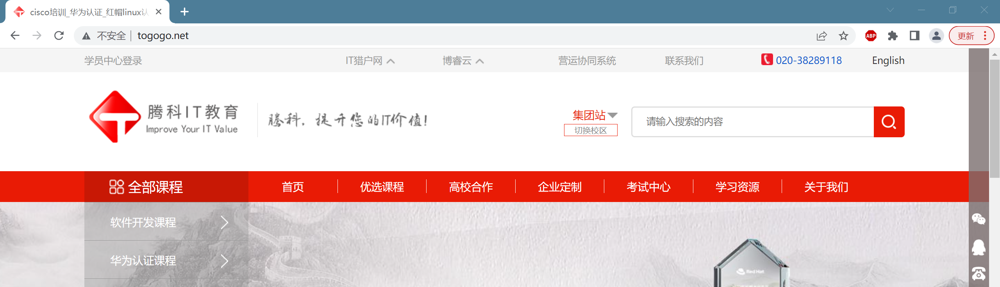 cisco培训_华为认证_红帽linux认
不安全 togogo.net
ABP
更新
学员中心登录 IT猎户网 博睿云 营运协同系统 联系我们 020-38289118 English
腾科IT教育
Improve Your IT Value
腾科，提升您的IT价值！
集团站
切换校区
请输入搜索的内容
全部课程 首页 优选课程 高校合作 企业定制 考试中心 学习资源 关于我们
软件开发课程
华为认证课程
Red Hat